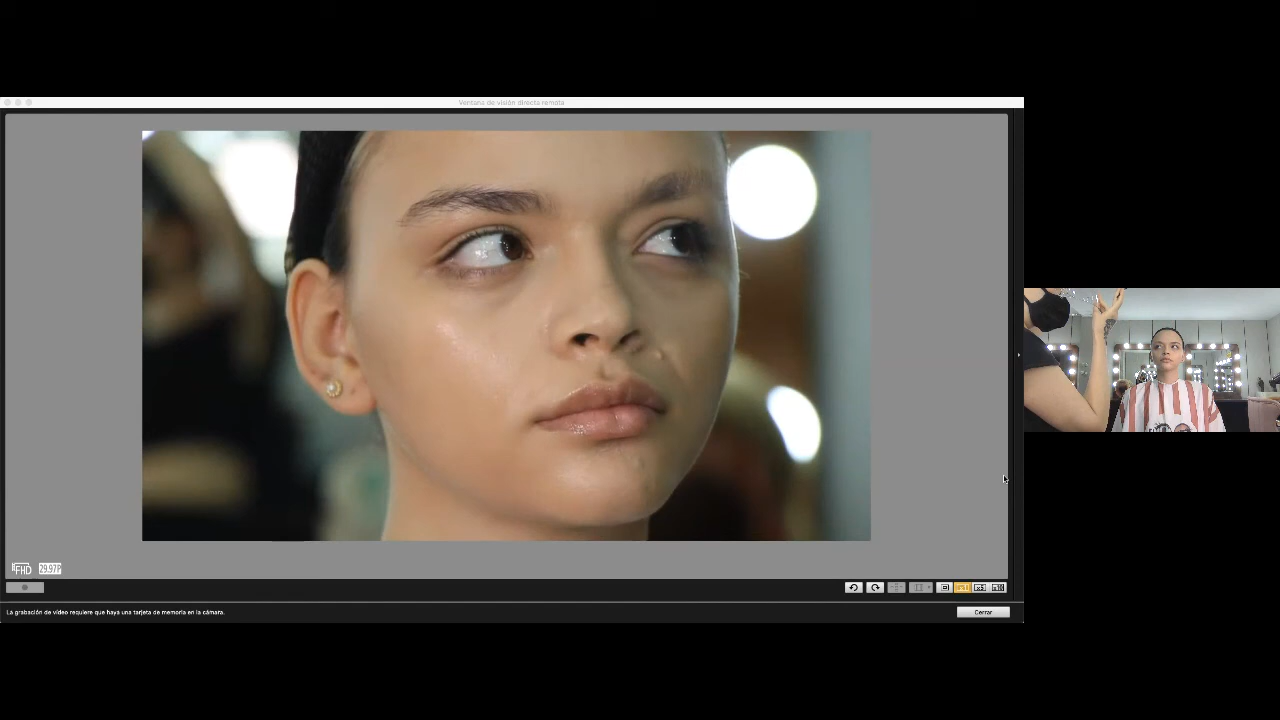 Ventana de visión directa remota
FHD 29.97P
La grabación de vídeo requiere que haya una tarjeta de memoria en la cámara.
Cerrar